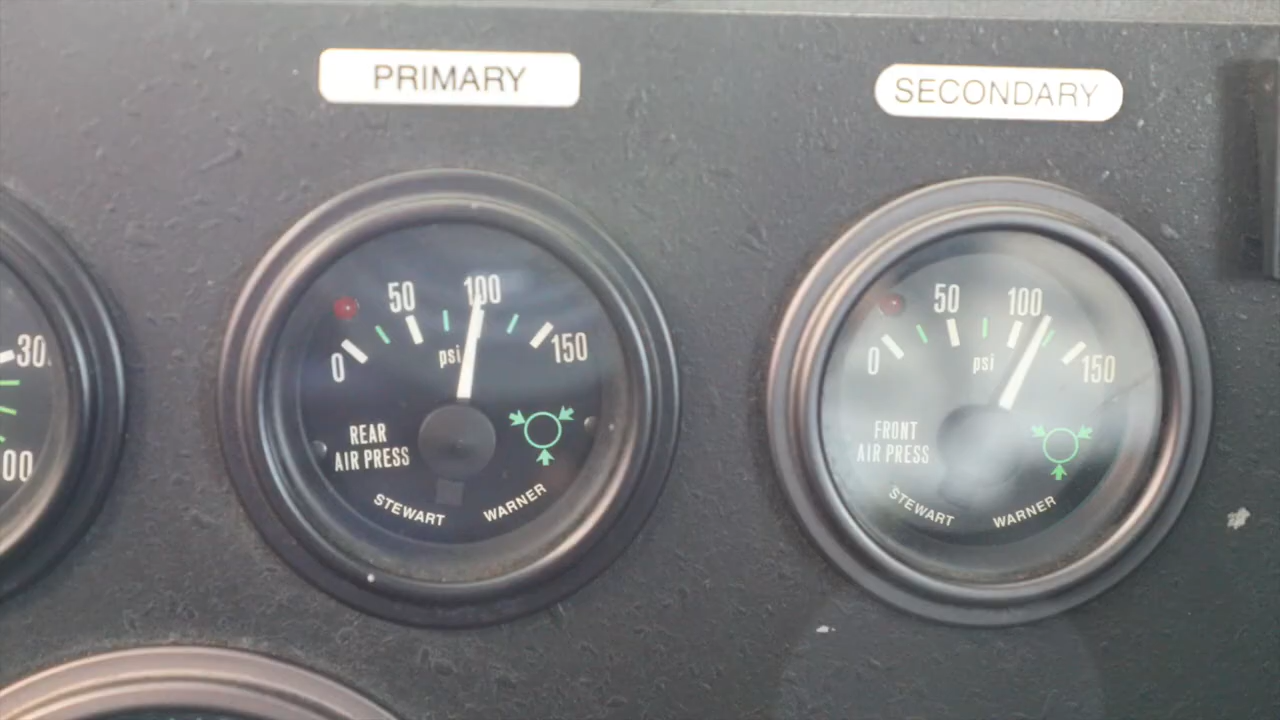 PRIMARY
SECONDARY
0
50
100
150
psi
REAR
AIR PRESS
STEWART WARNER
0
50
100
150
psi
FRONT
AIR PRESS
STEWART WARNER
30
00